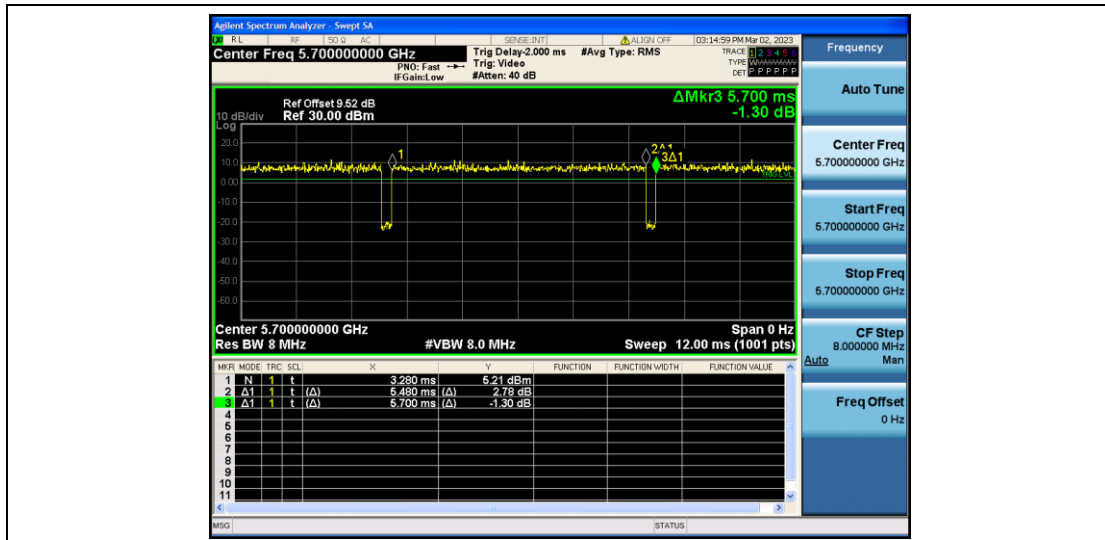 Agilent Spectrum Analyzer - Swept SA
RL RF 50 Ω AC SENSE:INT ALIGN OFF 03:14:59 PM Mar 02, 2023
Center Freq 5.700000000 GHz
PNO: Fast
IFGain:Low
Trig Delay-2.000 ms
Trig: Video
#Atten: 40 dB
#Avg Type: RMS
TRACE 1 2 3 4 5 6
TYPE WWWWWW
DET P P P P P P
Frequency
Auto Tune
Center Freq
5.700000000 GHz
Start Freq
5.700000000 GHz
Stop Freq
5.700000000 GHz
CF Step
8.000000 MHz
Auto Man
Freq Offset
0 Hz
ΔMkr3 5.700 ms
-1.30 dB
Ref Offset 9.52 dB
10 dB/div Ref 30.00 dBm
Log
20.0
10.0
0.00
-10.0
-20.0
-30.0
-40.0
-50.0
-60.0
1
2Δ1
3Δ1
TRIG LVL
Center 5.700000000 GHz Span 0 Hz
Res BW 8 MHz #VBW 8.0 MHz Sweep 12.00 ms (1001 pts)
MKR MODE TRC SCL X Y FUNCTION FUNCTION WIDTH FUNCTION VALUE
1 N 1 t 3.280 ms 5.21 dBm
2 Δ1 1 t (Δ) 5.480 ms (Δ) 2.78 dB
3 Δ1 1 t (Δ) 5.700 ms (Δ) -1.30 dB
4
5
6
7
8
9
10
11
MSG STATUS